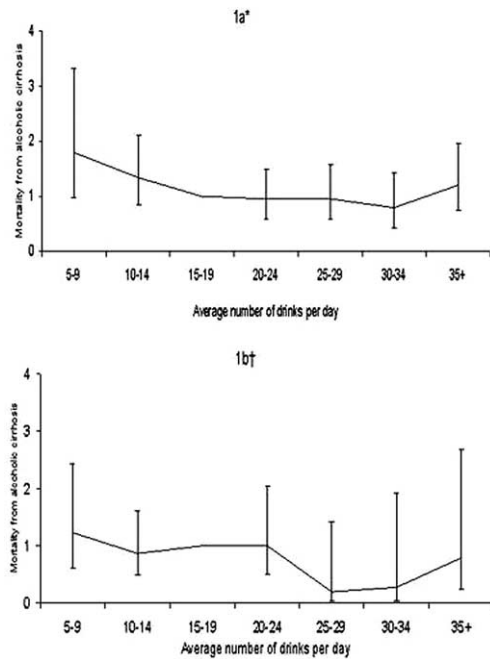 1a*
Mortality from alcoholic cirrhosis
4
3
2
1
0
5-9 10-14 15-19 20-24 25-29 30-34 35+
Average number of drinks per day
1b†
Mortality from alcoholic cirrhosis
4
3
2
1
0
5-9 10-14 15-19 20-24 25-29 30-34 35+
Average number of drinks per day